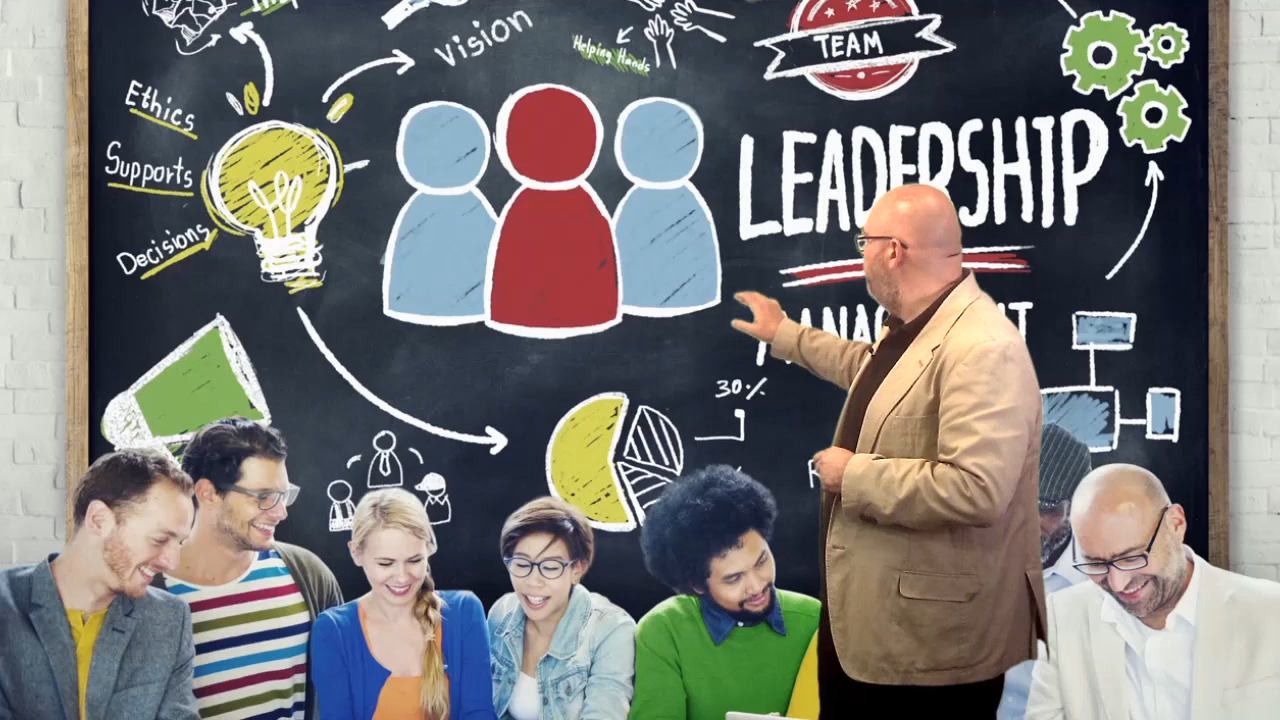 Vision
Helping Hands
TEAM
Ethics
Supports
Decisions
LEADERSHIP
30%